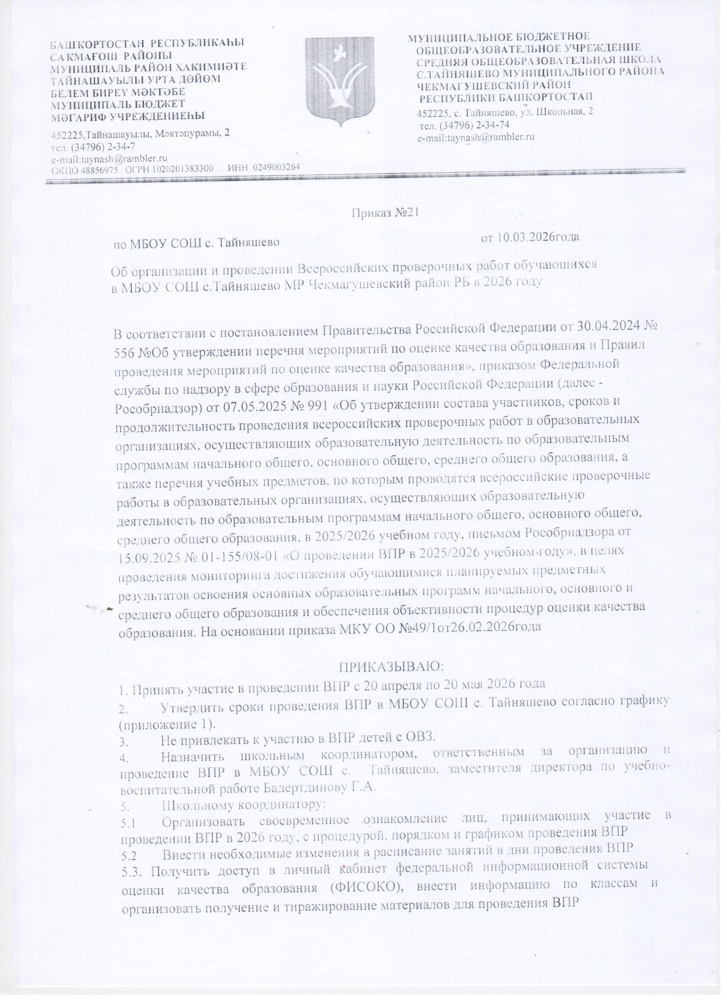 БАШҠОРТОСТАН РЕСПУБЛИКАҺЫ
САҠМАҒОШ РАЙОНЫ
МУНИЦИПАЛЬ РАЙОН ХАКИМИӘТЕ
ТАЙНАШАУЫЛЫ УРТА ДӨЙӨМ
БЕЛЕМ БИРЕҮ МӘКТӘБЕ
МУНИЦИПАЛЬ БЮДЖЕТ
МӘГАРИФ УЧРЕЖДЕНИЕҺЫ
452225,Тайнашауылы, Мәктәпурамы, 2
тел. (34796) 2-34-7
e-mail:taynash@rambler.ru
ОКПО 48856975 ОГРН 1020201383300 ИНН 0249003264
МУНИЦИПАЛЬНОЕ БЮДЖЕТНОЕ
ОБЩЕОБРАЗОВАТЕЛЬНОЕ УЧРЕЖДЕНИЕ
СРЕДНЯЯ ОБЩЕОБРАЗОВАТЕЛЬНАЯ ШКОЛА
С.ТАЙНЯШЕВО МУНИЦИПАЛЬНОГО РАЙОНА
ЧЕКМАГУШЕВСКИЙ РАЙОН
РЕСПУБЛИКИ БАШКОРТОСТАН
452225, с. Тайняшево, ул. Школьная, 2
тел. (34796) 2-34-74
e-mail:taynash@rambler.ru
Приказ №21
по МБОУ СОШ с. Тайняшево от 10.03.2026года
Об организации и проведении Всероссийских проверочных работ обучающихся
в МБОУ СОШ с.Тайняшево МР Чекмагушевский район РБ в 2026 году
В соответствии с постановлением Правительства Российской Федерации от 30.04.2024 №
556 №Об утверждении перечня мероприятий по оценке качества образования и Правил
проведения мероприятий по оценке качества образования», приказом Федеральной
службы по надзору в сфере образования и науки Российской Федерации (далее -
Рособрнадзор) от 07.05.2025 № 991 «Об утверждении состава участников, сроков и
продолжительность проведения всероссийских проверочных работ в образовательных
организациях, осуществляющих образовательную деятельность по образовательным
программам начального общего, основного общего, среднего общего образования, а
также перечня учебных предметов, по которым проводятся всероссийские проверочные
работы в образовательных организациях, осуществляющих образовательную
деятельность по образовательным программам начального общего, основного общего,
среднего общего образования, в 2025/2026 учебном году, письмом Рособрнадзора от
15.09.2025 № 01-155/08-01 «О проведении ВПР в 2025/2026 учебном году», в целях
проведения мониторинга достижения обучающимися планируемых предметных
результатов освоения основных образовательных программ начального, основного и
среднего общего образования и обеспечения объективности процедур оценки качества
образования. На основании приказа МКУ ОО №49/1от26.02.2026года
ПРИКАЗЫВАЮ:
1. Принять участие в проведении ВПР с 20 апреля по 20 мая 2026 года
2. Утвердить сроки проведения ВПР в МБОУ СОШ с. Тайняшево согласно графику
(приложение 1).
3. Не привлекать к участию в ВПР детей с ОВЗ.
4. Назначить школьным координатором, ответственным за организацию и
проведение ВПР в МБОУ СОШ с. Тайняшево, заместителя директора по учебно-
воспитательной работе Бадертдинову Г.А.
5. Школьному координатору:
5.1 Организовать своевременное ознакомление лиц, принимающих участие в
проведении ВПР в 2026 году, с процедурой, порядком и графиком проведения ВПР
5.2 Внести необходимые изменения в расписание занятий в дни проведения ВПР
5.3. Получить доступ в личный кабинет федеральной информационной системы
оценки качества образования (ФИСОКО), внести информацию по классам и
организовать получение и тиражирование материалов для проведения ВПР